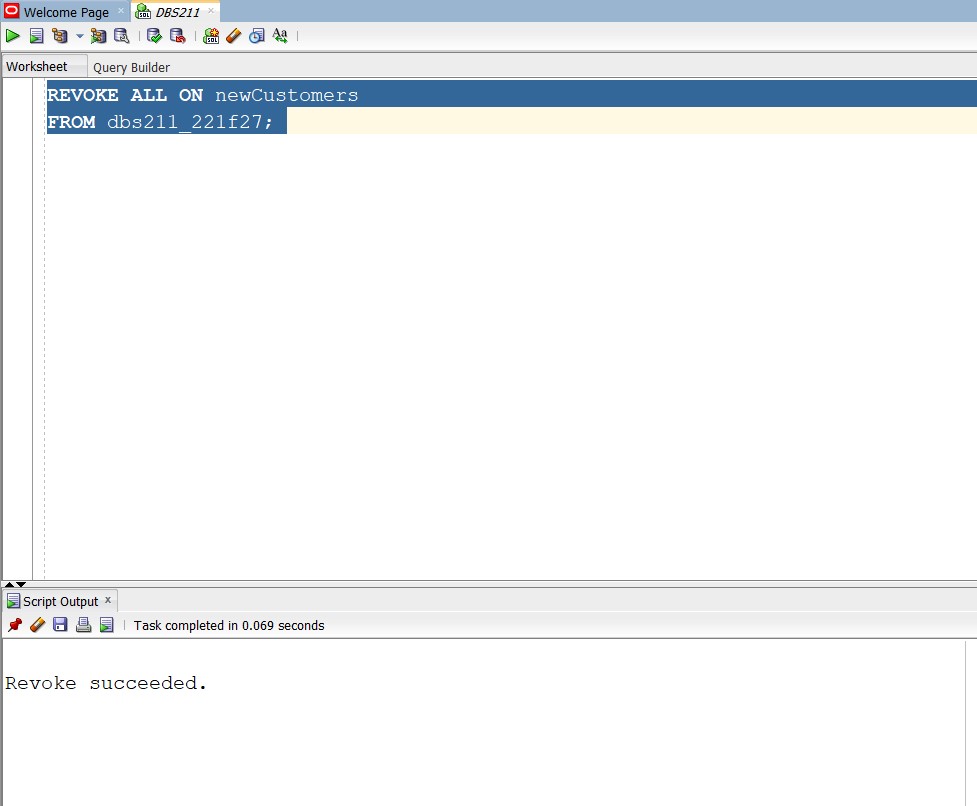 Welcome Page
DBS211
Worksheet
Query Builder
REVOKE ALL ON newCustomers
FROM dbs211_221f27;
Script Output
Task completed in 0.069 seconds
Revoke succeeded.